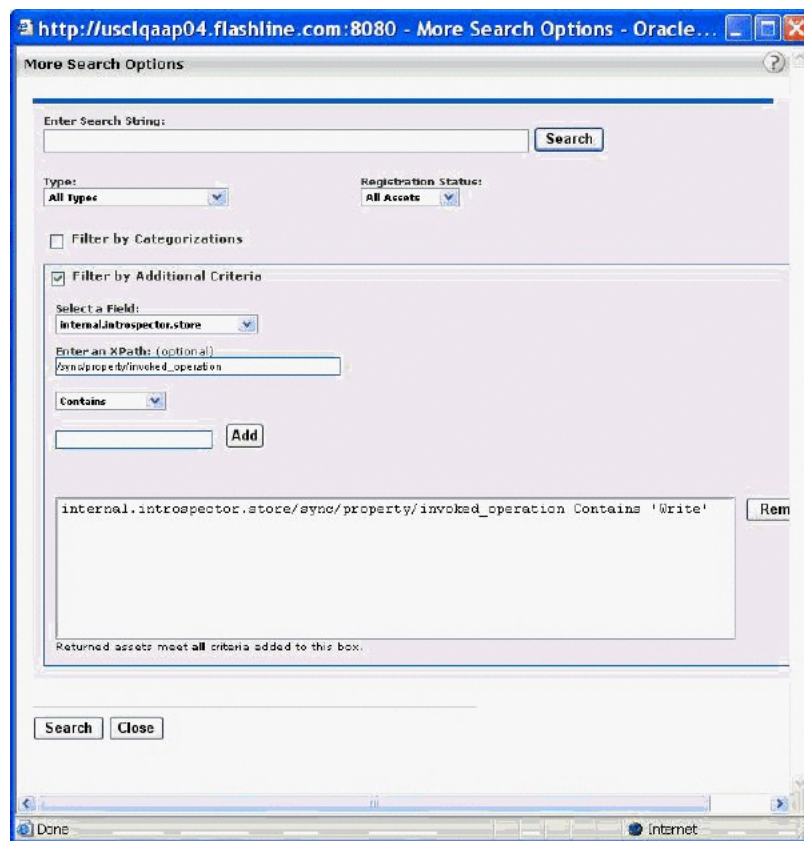 http://usclqaap04.flashline.com:8080 - More Search Options - Oracle...
More Search Options
Enter Search String:
Search
Type:
Registration Status:
All Types
All Assets
Filter by Categorizations
Filter by Additional Criteria
Select a Field:
internal.introspector.store
Enter an XPath: (optional)
/sync/property/invoked_operation
Contains
Add
internal.introspector.store/sync/property/invoked_operation Contains 'Write'
Rem
Returned assets meet all criteria added to this box.
Search Close
Done
Internet